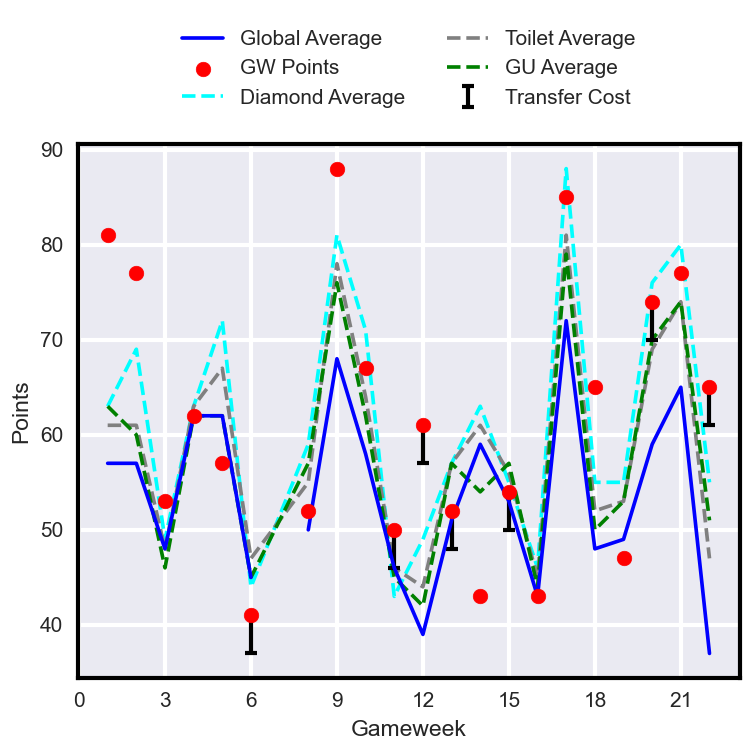 Global Average
GW Points
Diamond Average
Toilet Average
GU Average
Transfer Cost
90
80
70
60
50
40
Points
0 3 6 9 12 15 18 21
Gameweek